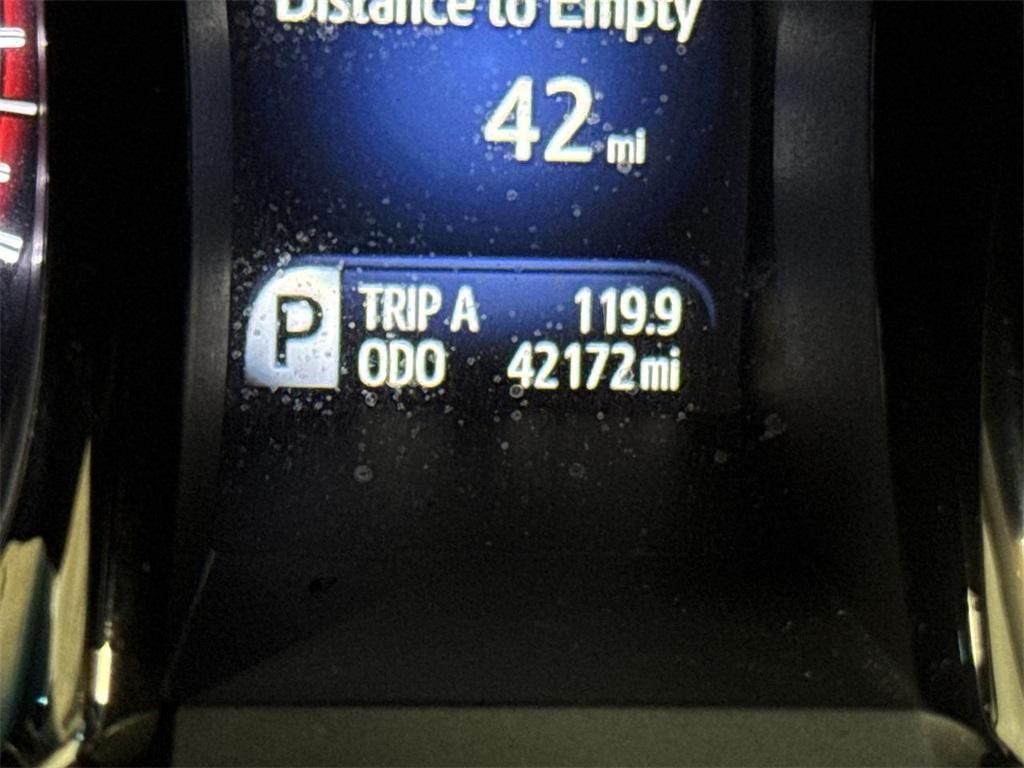 Distance to Empty
42 mi
P
TRIP A 119.9
ODO 42172 mi